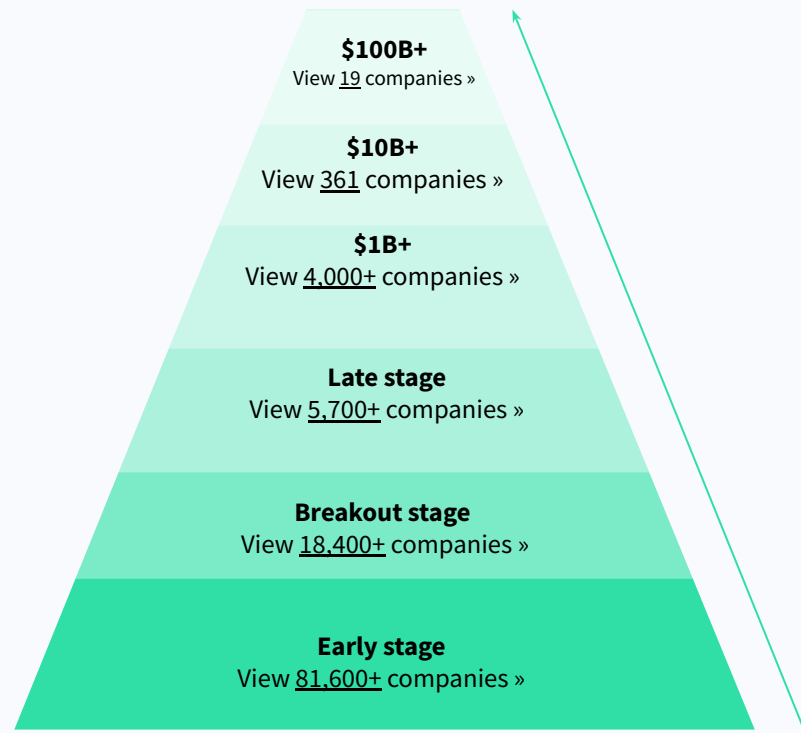 $100B+
View 19 companies »
$10B+
View 361 companies »
$1B+
View 4,000+ companies »
Late stage
View 5,700+ companies »
Breakout stage
View 18,400+ companies »
Early stage
View 81,600+ companies »